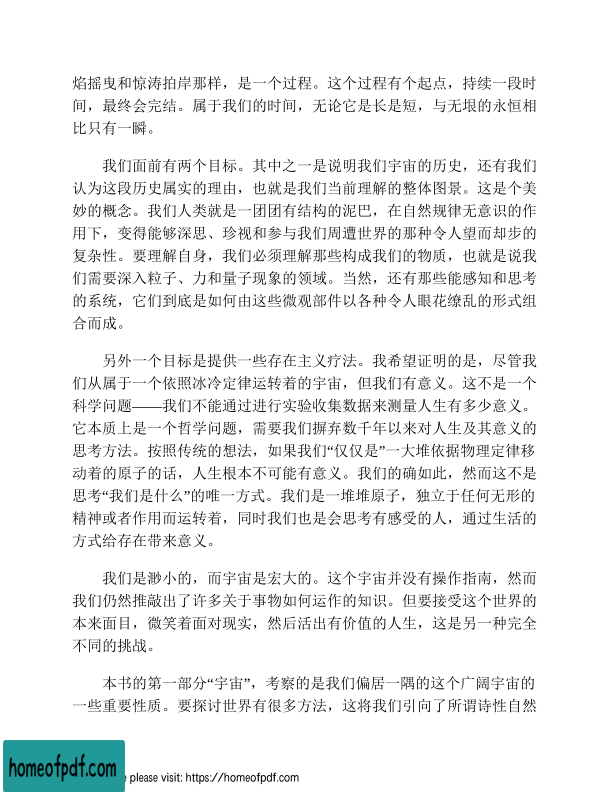 焰摇曳和惊涛拍岸那样，是一个过程。这个过程有个起点，持续一段时
间，最终会完结。属于我们的时间，无论它是长是短，与无垠的永恒相
比只有一瞬。
我们面前有两个目标。其中之一是说明我们宇宙的历史，还有我们
认为这段历史属实的理由，也就是我们当前理解的整体图景。这是个美
妙的概念。我们人类就是一团团有结构的泥巴，在自然规律无意识的作
用下，变得能够深思、珍视和参与我们周遭世界的那种令人望而却步的
复杂性。要理解自身，我们必须理解那些构成我们的物质，也就是说我
们需要深入粒子、力和量子现象的领域。当然，还有那些能感知和思考
的系统，它们到底是如何由这些微观部件以各种令人眼花缭乱的形式组
合而成。
另外一个目标是提供一些存在主义疗法。我希望证明的是，尽管我
们从属于一个依照冰冷定律运转着的宇宙，但我们有意义。这不是一个
科学问题——我们不能通过进行实验收集数据来测量人生有多少意义。
它本质上是一个哲学问题，需要我们摒弃数千年以来对人生及其意义的
思考方法。按照传统的想法，如果我们“仅仅是”一大堆依据物理定律移
动着的原子的话，人生根本不可能有意义。我们的确如此，然而这不是
思考“我们是什么”的唯一方式。我们是一堆堆原子，独立于任何无形的
精神或者作用而运转着，同时我们也是会思考有感受的人，通过生活的
方式给存在带来意义。
我们是渺小的，而宇宙是宏大的。这个宇宙并没有操作指南，然而
我们仍然推敲出了许多关于事物如何运作的知识。但要接受这个世界的
本来面目，微笑着面对现实，然后活出有价值的人生，这是另一种完全
不同的挑战。
本书的第一部分“宇宙”，考察的是我们偏居一隅的这个广阔宇宙的
一些重要性质。要探讨世界有很多方法，这将我们引向了所谓诗性自然
homeofpdf.com
e please visit: https://homeofpdf.com